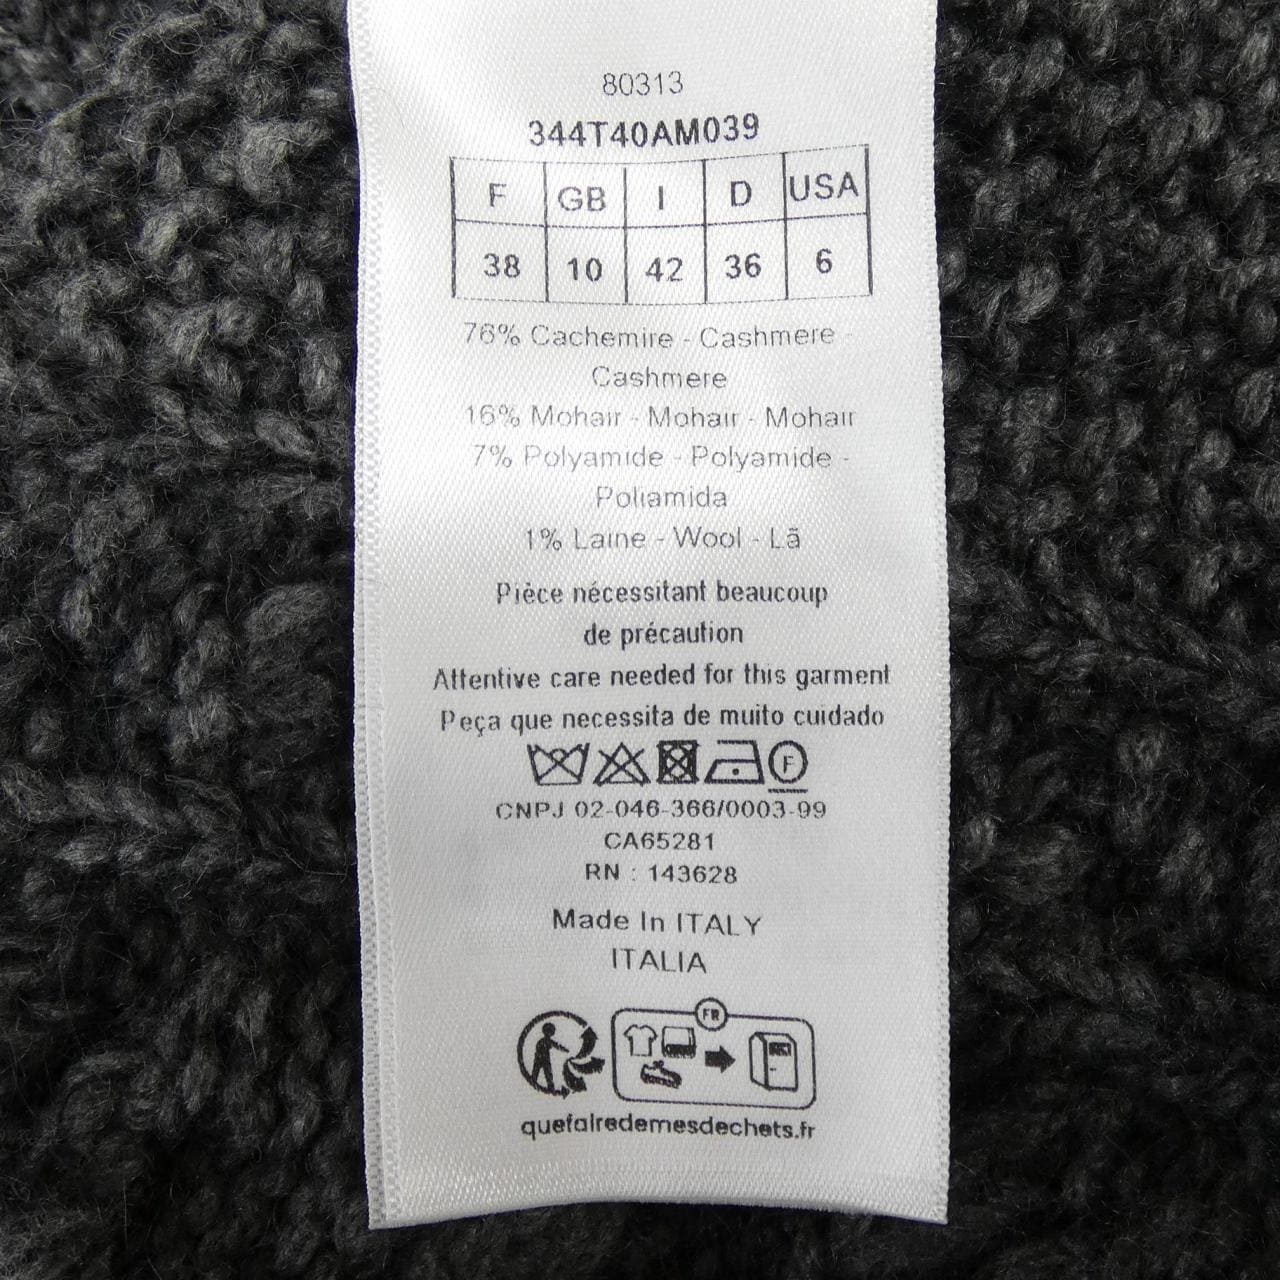 80313
344T40AM039
F GB I D USA
38 10 42 36 6
76% Cachemire - Cashmere -
Cashmere
16% Mohair - Mohair - Mohair
7% Polyamide - Polyamide -
Poliamida
1% Laine - Wool - Lã
Pièce nécessitant beaucoup
de précaution
Attentive care needed for this garment
Peça que necessita de muito cuidado
F
CNPJ 02-046-366/0003-99
CA65281
RN : 143628
Made In ITALY
ITALIA
FR
quefairedemesdechets.fr